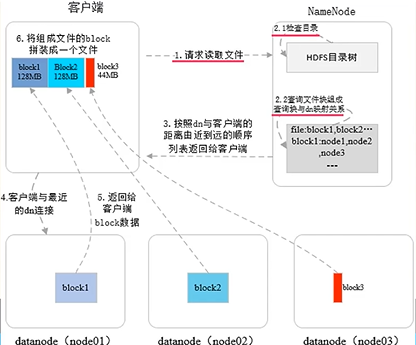 客户端
NameNode
6. 将组成文件的block
拼装成一个文件
block1
128MB
Block2
128MB
block3
44MB
1. 请求读取文件
2.1检查目录
HDFS目录树
2.2查询文件块组成
查询块与dn映射关系
file:block1,block2…
block1:node1,node2
,node3
---
3. 按照dn与客户端的
距离由近到远的顺序
列表返回给客户端
4.客户端与最近
的dn连接
5. 返回给
客户端
block数据
block1
block2
block3
datanode（node01）
datanode（node02）
datanode（node03）